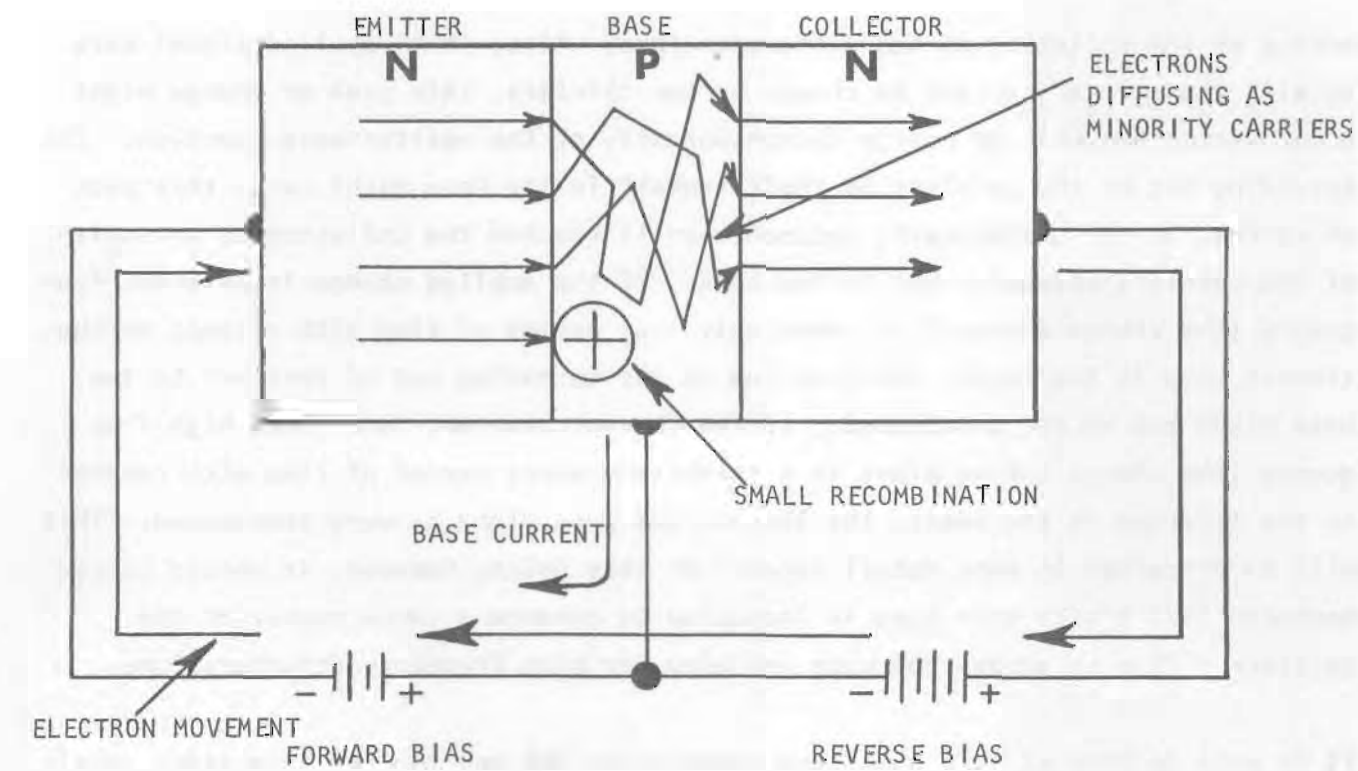 EMITTER BASE COLLECTOR
N P N
ELECTRONS
DIFFUSING AS
MINORITY CARRIERS
SMALL RECOMBINATION
BASE CURRENT
- + - +
ELECTRON MOVEMENT
FORWARD BIAS REVERSE BIAS